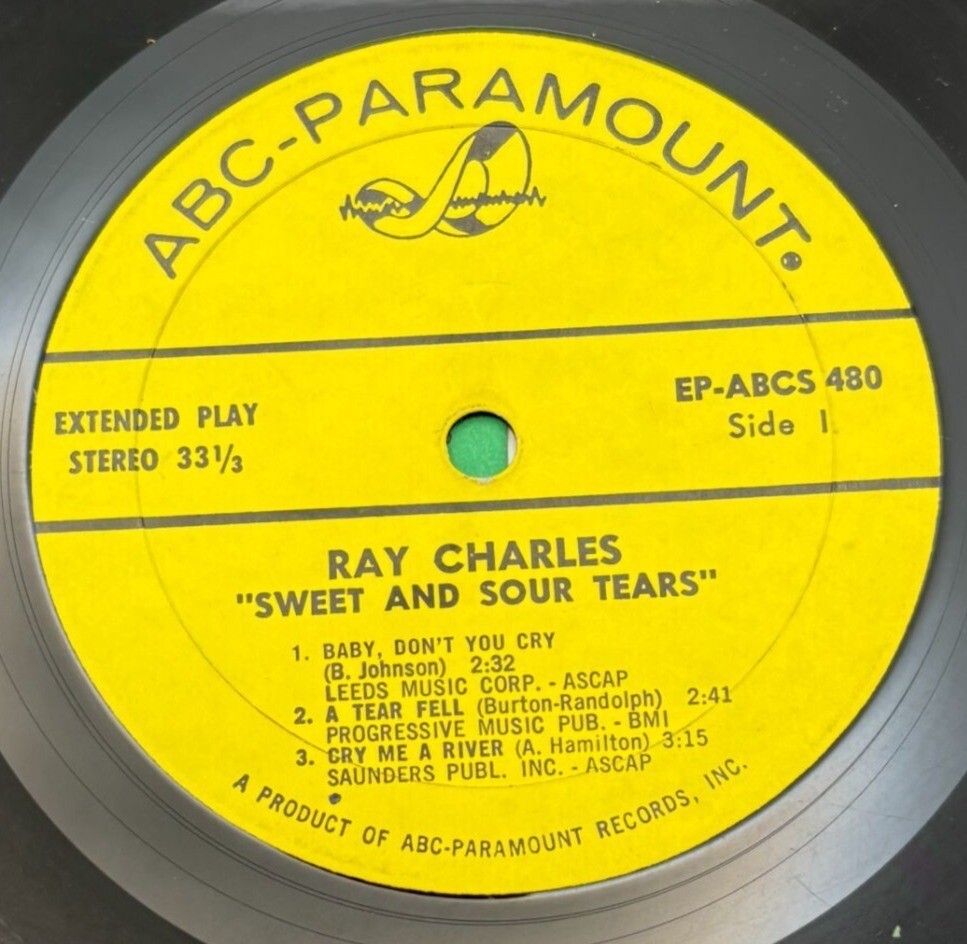 ABC-PARAMOUNT
EXTENDED PLAY
STEREO 33 1/3
EP-ABCS 480
Side 1
RAY CHARLES
"SWEET AND SOUR TEARS"
1. BABY, DON'T YOU CRY
(B. Johnson) 2:32
LEEDS MUSIC CORP. - ASCAP
2. A TEAR FELL (Burton-Randolph) 2:41
PROGRESSIVE MUSIC PUB. - BMI
3. CRY ME A RIVER (A. Hamilton) 3:15
SAUNDERS PUBL. INC. - ASCAP
A PRODUCT OF ABC-PARAMOUNT RECORDS, INC.